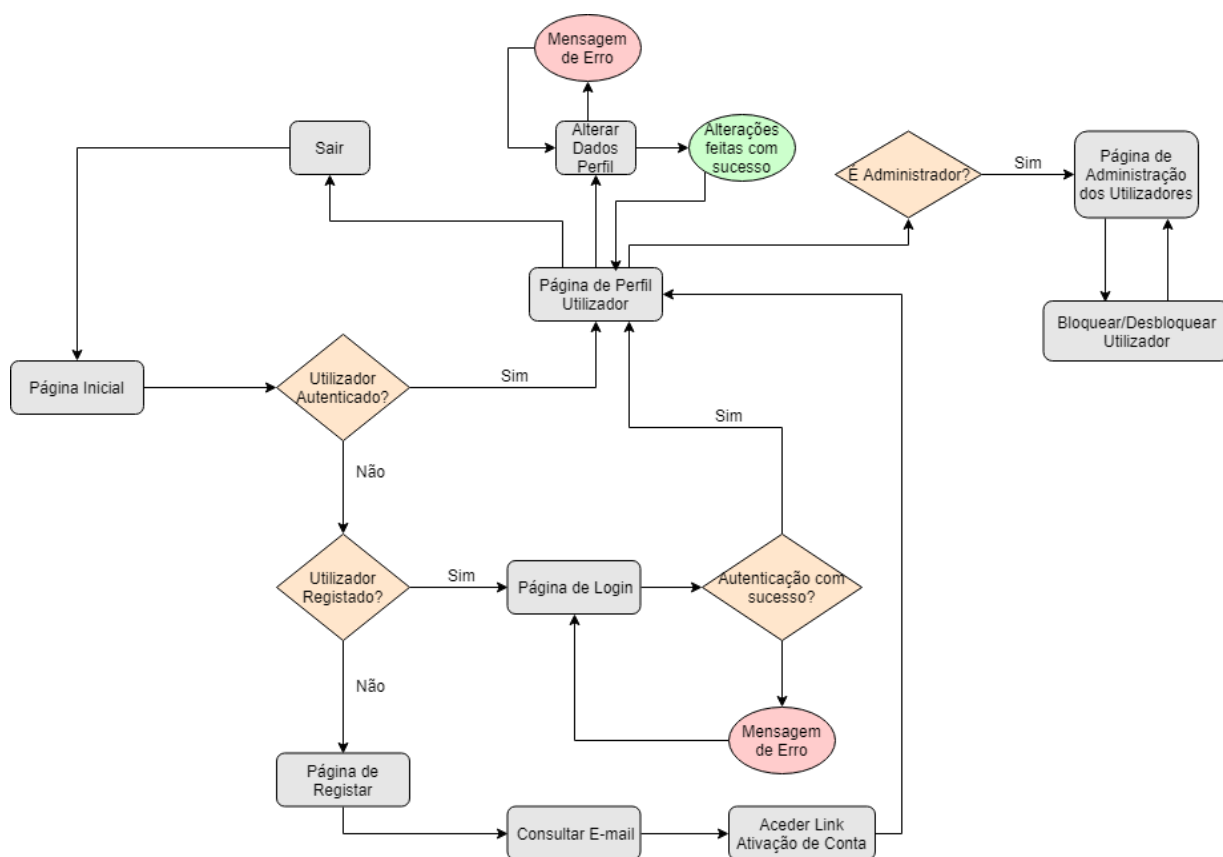 Mensagem
de Erro
Sair
Alterar
Dados
Perfil
Alterações
feitas com
sucesso
É Administrador?
Sim
Página de
Administração
dos Utilizadores
Página de Perfil
Utilizador
Bloquear/Desbloquear
Utilizador
Página Inicial
Utilizador
Autenticado?
Sim
Sim
Não
Utilizador
Registado?
Sim
Página de Login
Autenticação com
sucesso?
Não
Mensagem
de Erro
Página de
Registar
Consultar E-mail
Aceder Link
Ativação de Conta